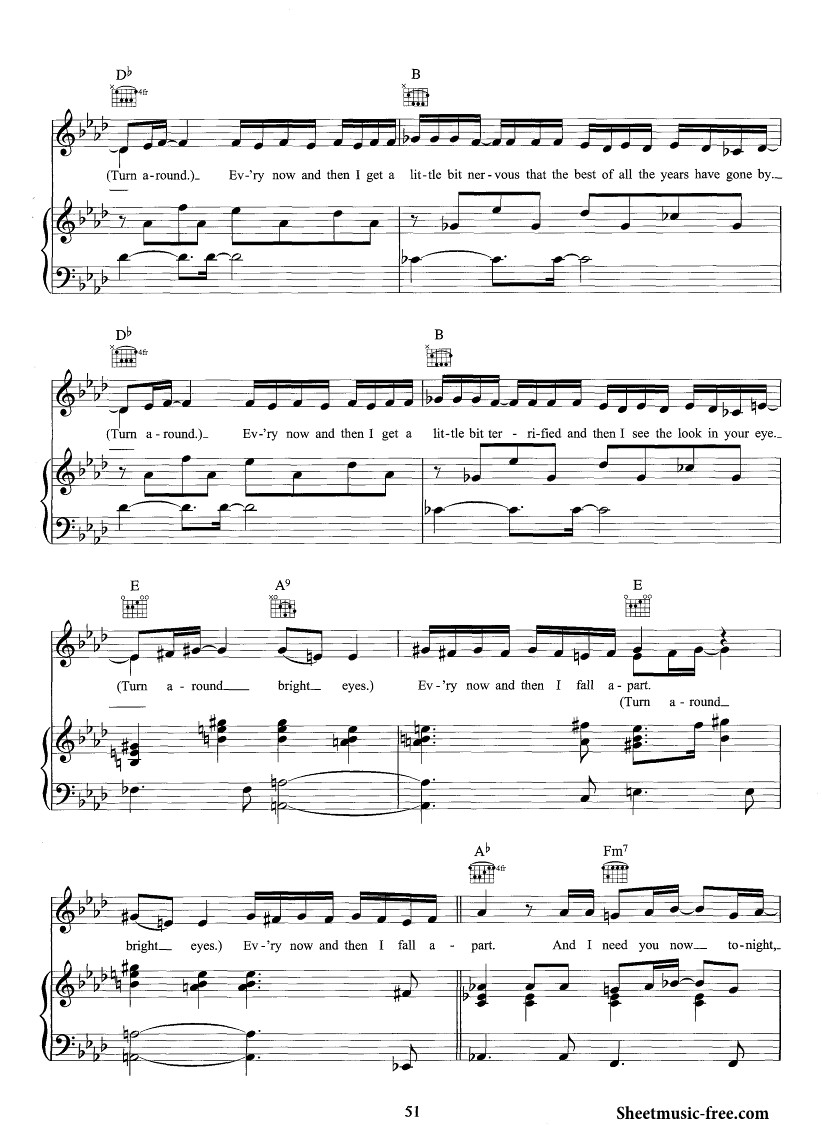 D♭ B
4fr
(Turn a-round.) Ev-'ry now and then I get a lit-tle bit ner-vous that the best of all the years have gone by.
D♭ B
4fr
(Turn a-round.) Ev-'ry now and then I get a lit-tle bit ter-ri-fied and then I see the look in your eye.
E A9 E
(Turn a-round bright eyes.) Ev-'ry now and then I fall a-part.
(Turn a-round
A♭ Fm7
4fr
bright eyes.) Ev-'ry now and then I fall a-part. And I need you now to-night,
51
Sheetmusic-free.com